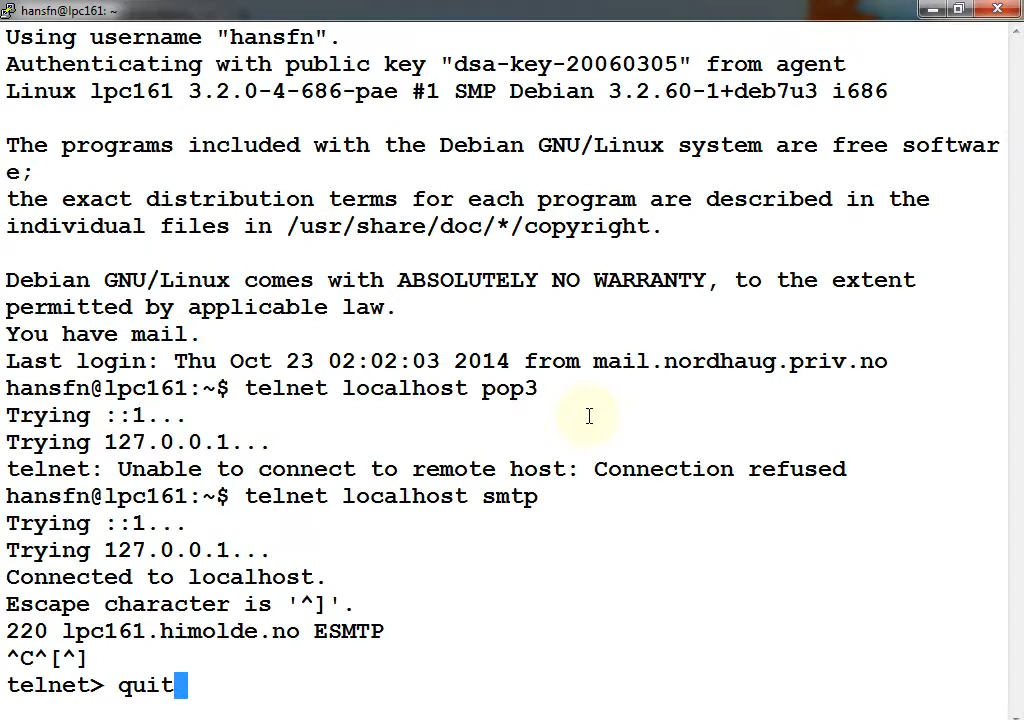 hansfn@lpc161: ~
Using username "hansfn".
Authenticating with public key "dsa-key-20060305" from agent
Linux lpc161 3.2.0-4-686-pae #1 SMP Debian 3.2.60-1+deb7u3 i686
The programs included with the Debian GNU/Linux system are free softwar
e;
the exact distribution terms for each program are described in the
individual files in /usr/share/doc/*/copyright.
Debian GNU/Linux comes with ABSOLUTELY NO WARRANTY, to the extent
permitted by applicable law.
You have mail.
Last login: Thu Oct 23 02:02:03 2014 from mail.nordhaug.priv.no
hansfn@lpc161:~$ telnet localhost pop3
Trying ::1...
Trying 127.0.0.1...
telnet: Unable to connect to remote host: Connection refused
hansfn@lpc161:~$ telnet localhost smtp
Trying ::1...
Trying 127.0.0.1...
Connected to localhost.
Escape character is '^]'.
220 lpc161.himolde.no ESMTP
^C^[^]
telnet> quit